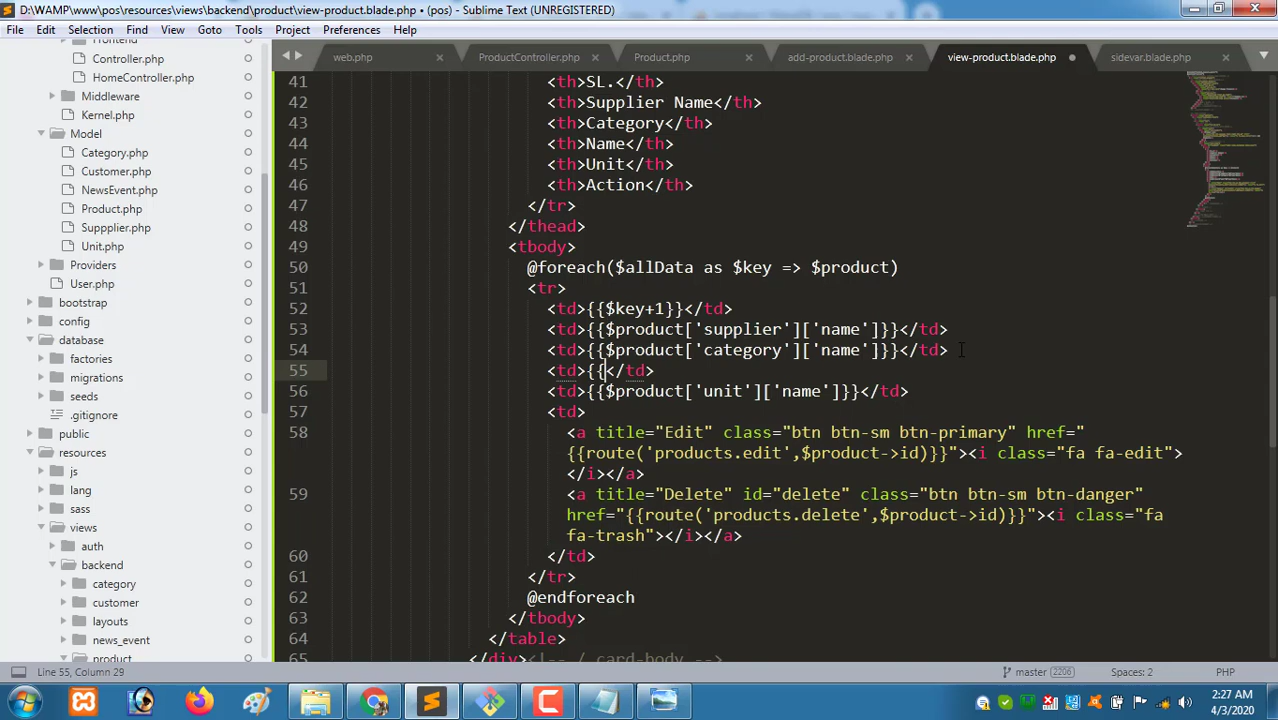 D:\WAMP\www\pos\resources\views\backend\product\view-product.blade.php • (pos) - Sublime Text (UNREGISTERED)
File Edit Selection Find View Goto Tools Project Preferences Help
web.php ProductController.php Product.php add-product.blade.php view-product.blade.php sidevar.blade.php
Controller.php
HomeController.php
Middleware
Kernel.php
Model
Category.php
Customer.php
NewsEvent.php
Product.php
Suppplier.php
Unit.php
Providers
User.php
bootstrap
config
database
factories
migrations
seeds
.gitignore
public
resources
js
lang
sass
views
auth
backend
category
customer
layouts
news_event
product
41 <th>SL.</th>
42 <th>Supplier Name</th>
43 <th>Category</th>
44 <th>Name</th>
45 <th>Unit</th>
46 <th>Action</th>
47 </tr>
48 </thead>
49 <tbody>
50 @foreach($allData as $key => $product)
51 <tr>
52 <td>{{$key+1}}</td>
53 <td>{{$product['supplier']['name']}}</td>
54 <td>{{$product['category']['name']}}</td>
55 <td>{{</td>
56 <td>{{$product['unit']['name']}}</td>
57 <td>
58 <a title="Edit" class="btn btn-sm btn-primary" href="
{{route('products.edit',$product->id)}}"><i class="fa fa-edit">
</i></a>
59 <a title="Delete" id="delete" class="btn btn-sm btn-danger"
href="{{route('products.delete',$product->id)}}"><i class="fa
fa-trash"></i></a>
60 </td>
61 </tr>
62 @endforeach
63 </tbody>
64 </table>
65 </div><!-- / card-body -->
Line 55, Column 29 master 2206 Spaces: 2 PHP
2:27 AM
4/3/2020